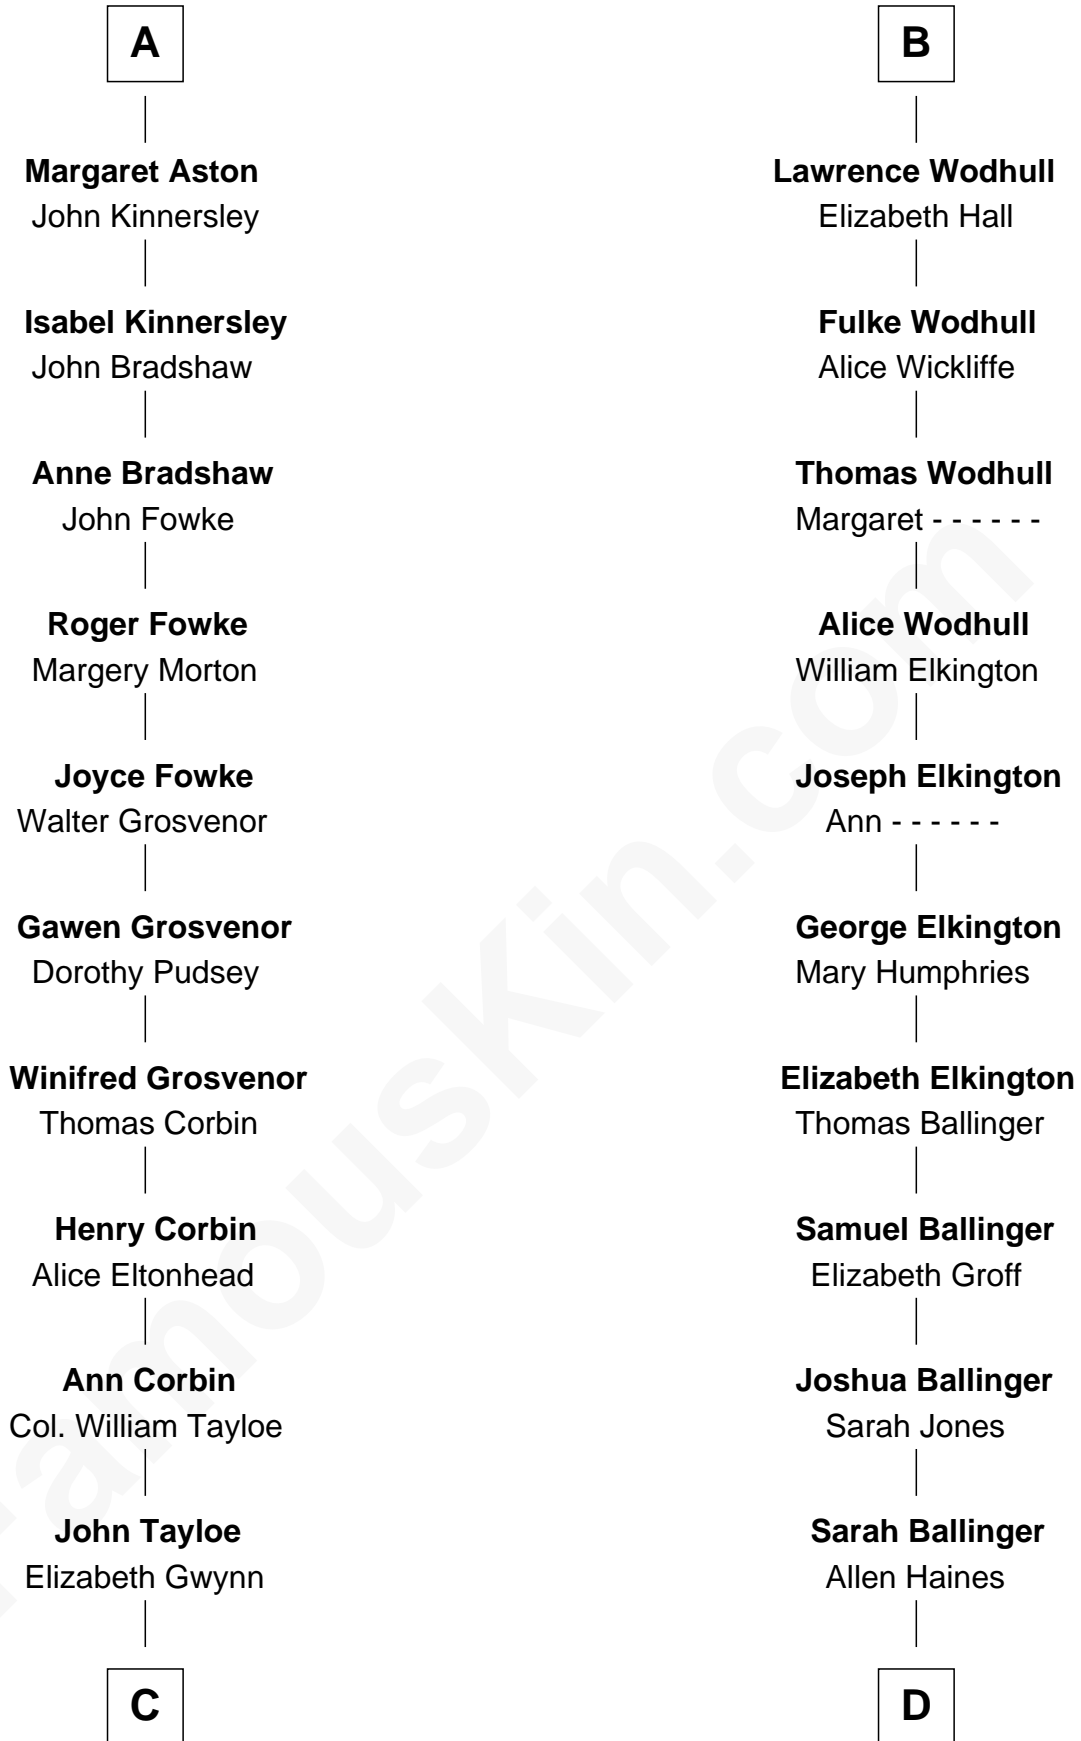 A
Margaret Aston
John Kinnersley
Isabel Kinnersley
John Bradshaw
Anne Bradshaw
John Fowke
Roger Fowke
Margery Morton
Joyce Fowke
Walter Grosvenor
Gawen Grosvenor
Dorothy Pudsey
Winifred Grosvenor
Thomas Corbin
Henry Corbin
Alice Eltonhead
Ann Corbin
Col. William Tayloe
John Tayloe
Elizabeth Gwynn
C
B
Lawrence Wodhull
Elizabeth Hall
Fulke Wodhull
Alice Wickliffe
Thomas Wodhull
Margaret - - - - - -
Alice Wodhull
William Elkington
Joseph Elkington
Ann - - - - - -
George Elkington
Mary Humphries
Elizabeth Elkington
Thomas Ballinger
Samuel Ballinger
Elizabeth Groff
Joshua Ballinger
Sarah Jones
Sarah Ballinger
Allen Haines
D
FamousKin.com